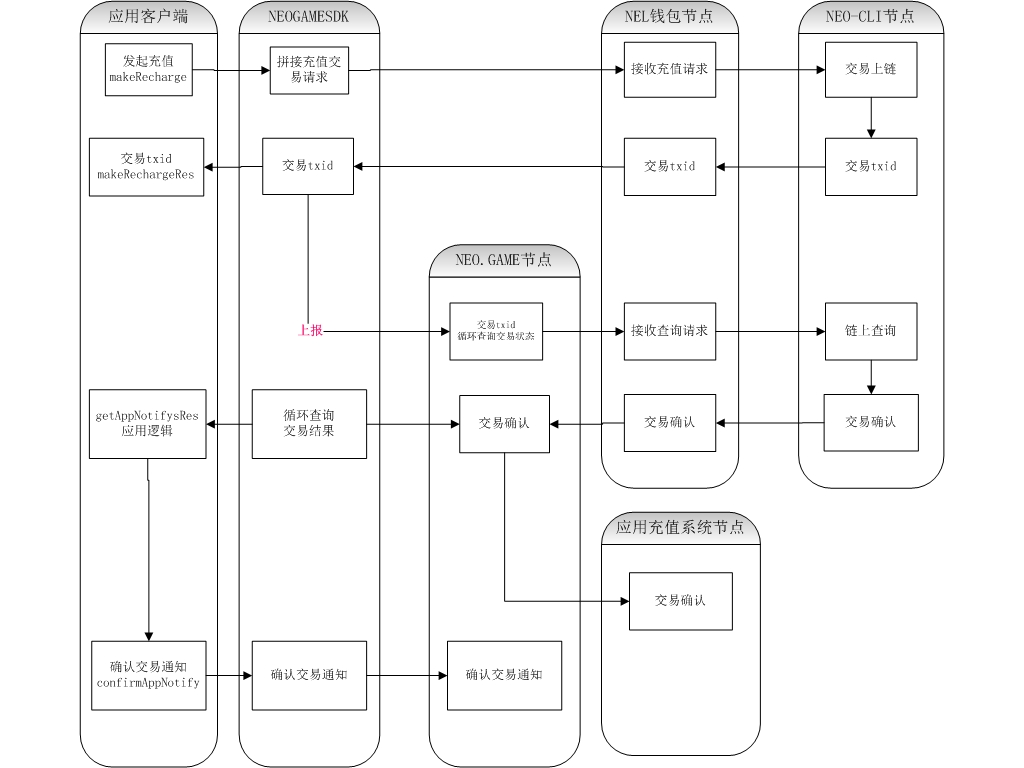 应用客户端
NEOGAMESDK
NEL钱包节点
NEO-CLI节点
发起充值
makeRecharge
拼接充值交
易请求
接收充值请求
交易上链
交易txid
makeRechargeRes
交易txid
交易txid
交易txid
NEO.GAME节点
上报
交易txid
循环查询交易状态
接收查询请求
链上查询
getAppNotifysRes
应用逻辑
循环查询
交易结果
交易确认
交易确认
交易确认
应用充值系统节点
交易确认
确认交易通知
confirmAppNotify
确认交易通知
确认交易通知